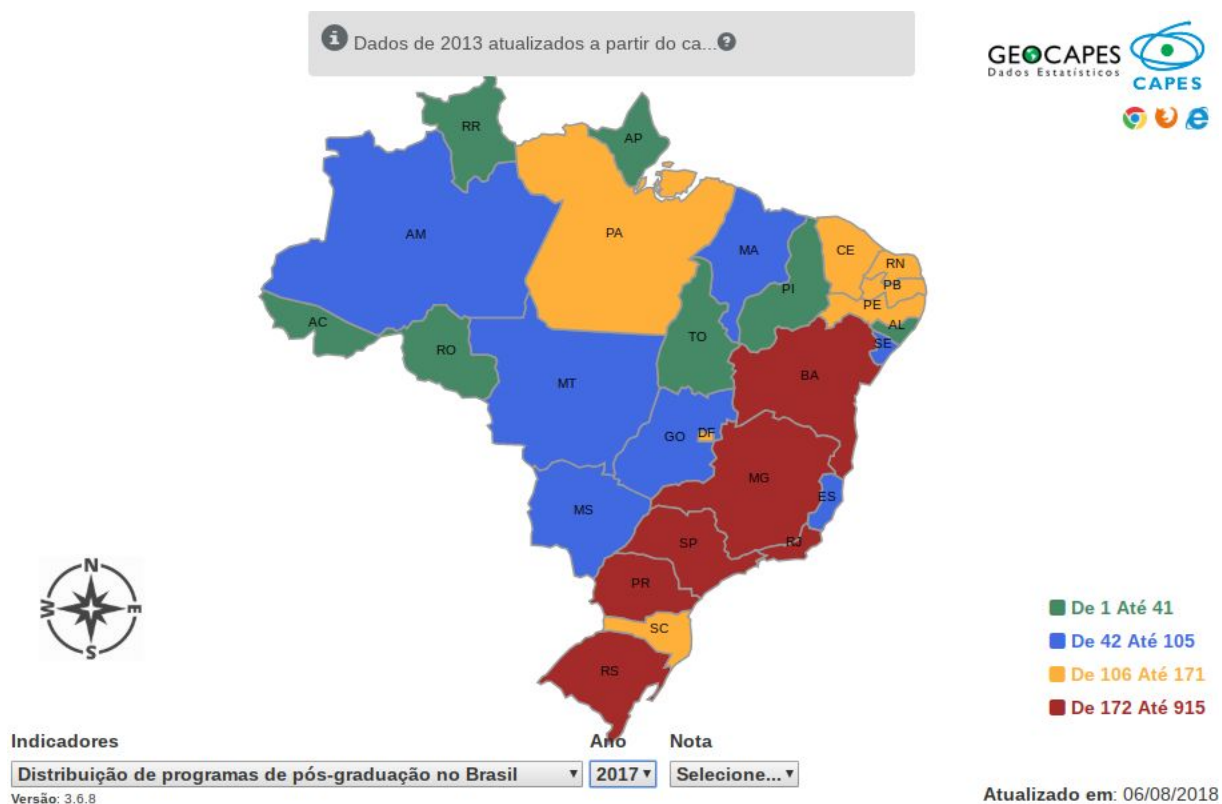 Dados de 2013 atualizados a partir do ca...
GEOCAPES
Dados Estatísticos
CAPES
RR
AP
AM
PA
MA
CE
RN
PB
PE
PI
AL
SE
AC
RO
TO
BA
MT
GO
DF
MG
ES
MS
SP
RJ
PR
SC
RS
N
W
E
S
De 1 Até 41
De 42 Até 105
De 106 Até 171
De 172 Até 915
Indicadores
Ano
Nota
Distribuição de programas de pós-graduação no Brasil
2017
Selecione...
Versão: 3.6.8
Atualizado em: 06/08/2018